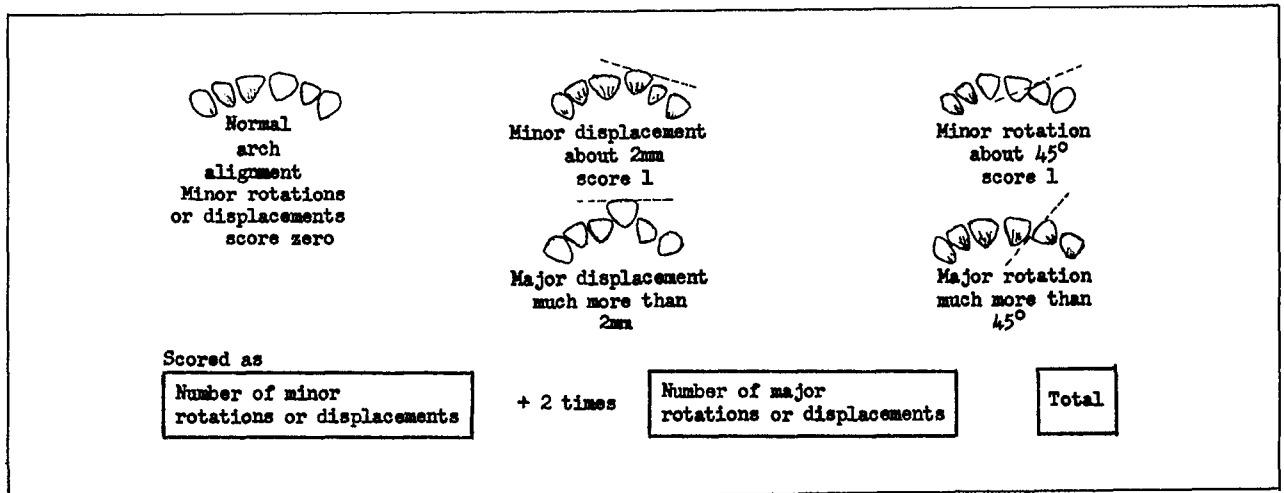 Normal
arch
alignment
Minor rotations
or displacements
score zero
Minor displacement
about 2mm
score 1
Major displacement
much more than
2mm
Minor rotation
about 45°
score 1
Major rotation
much more than
45°
Scored as
Number of minor
rotations or displacements
+ 2 times
Number of major
rotations or displacements
Total